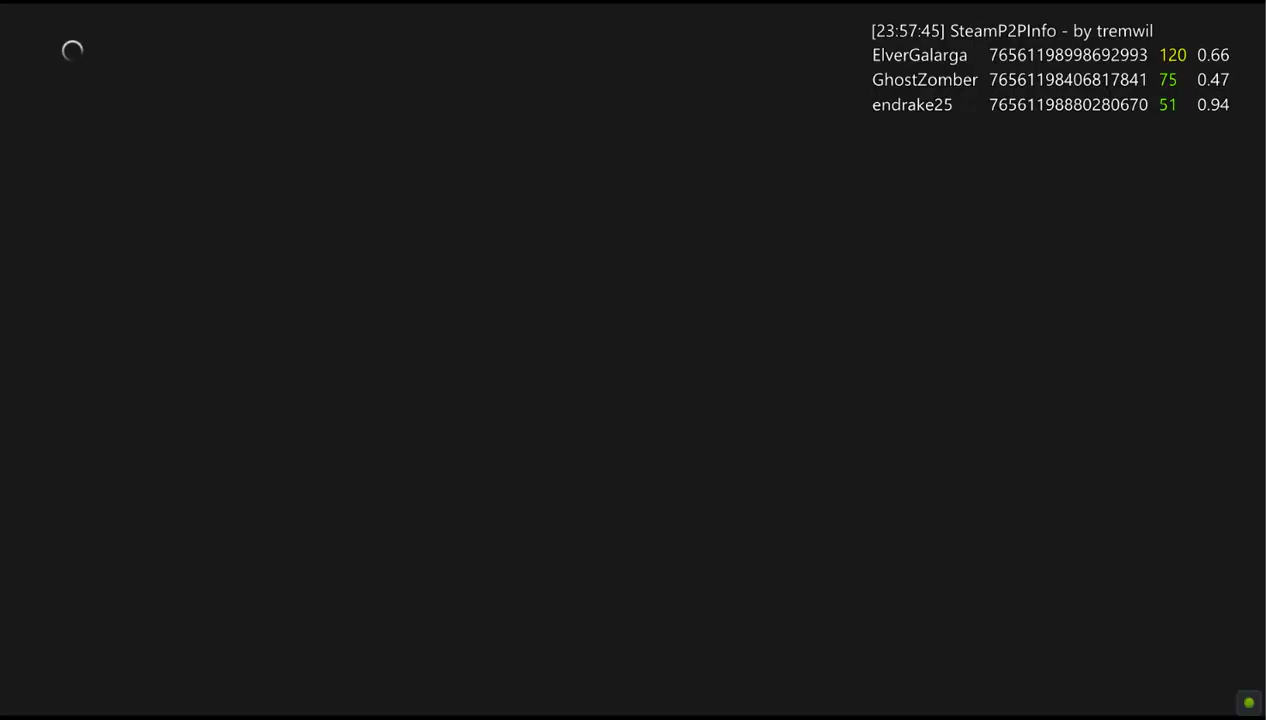 [23:57:45] SteamP2PInfo - by tremwil
ElverGalarga 76561198998692993 120 0.66
GhostZomber 76561198406817841 75 0.47
endrake25 76561198880280670 51 0.94